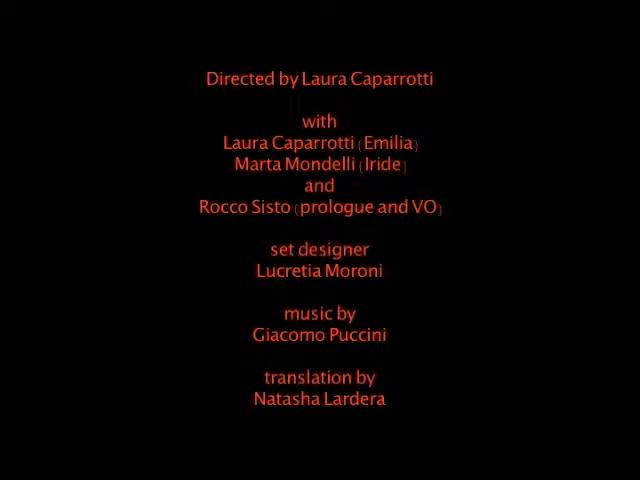 Directed by Laura Caparrotti
with
Laura Caparrotti (Emilia)
Marta Mondelli (Iride)
and
Rocco Sisto (prologue and VO)
set designer
Lucretia Moroni
music by
Giacomo Puccini
translation by
Natasha Lardera